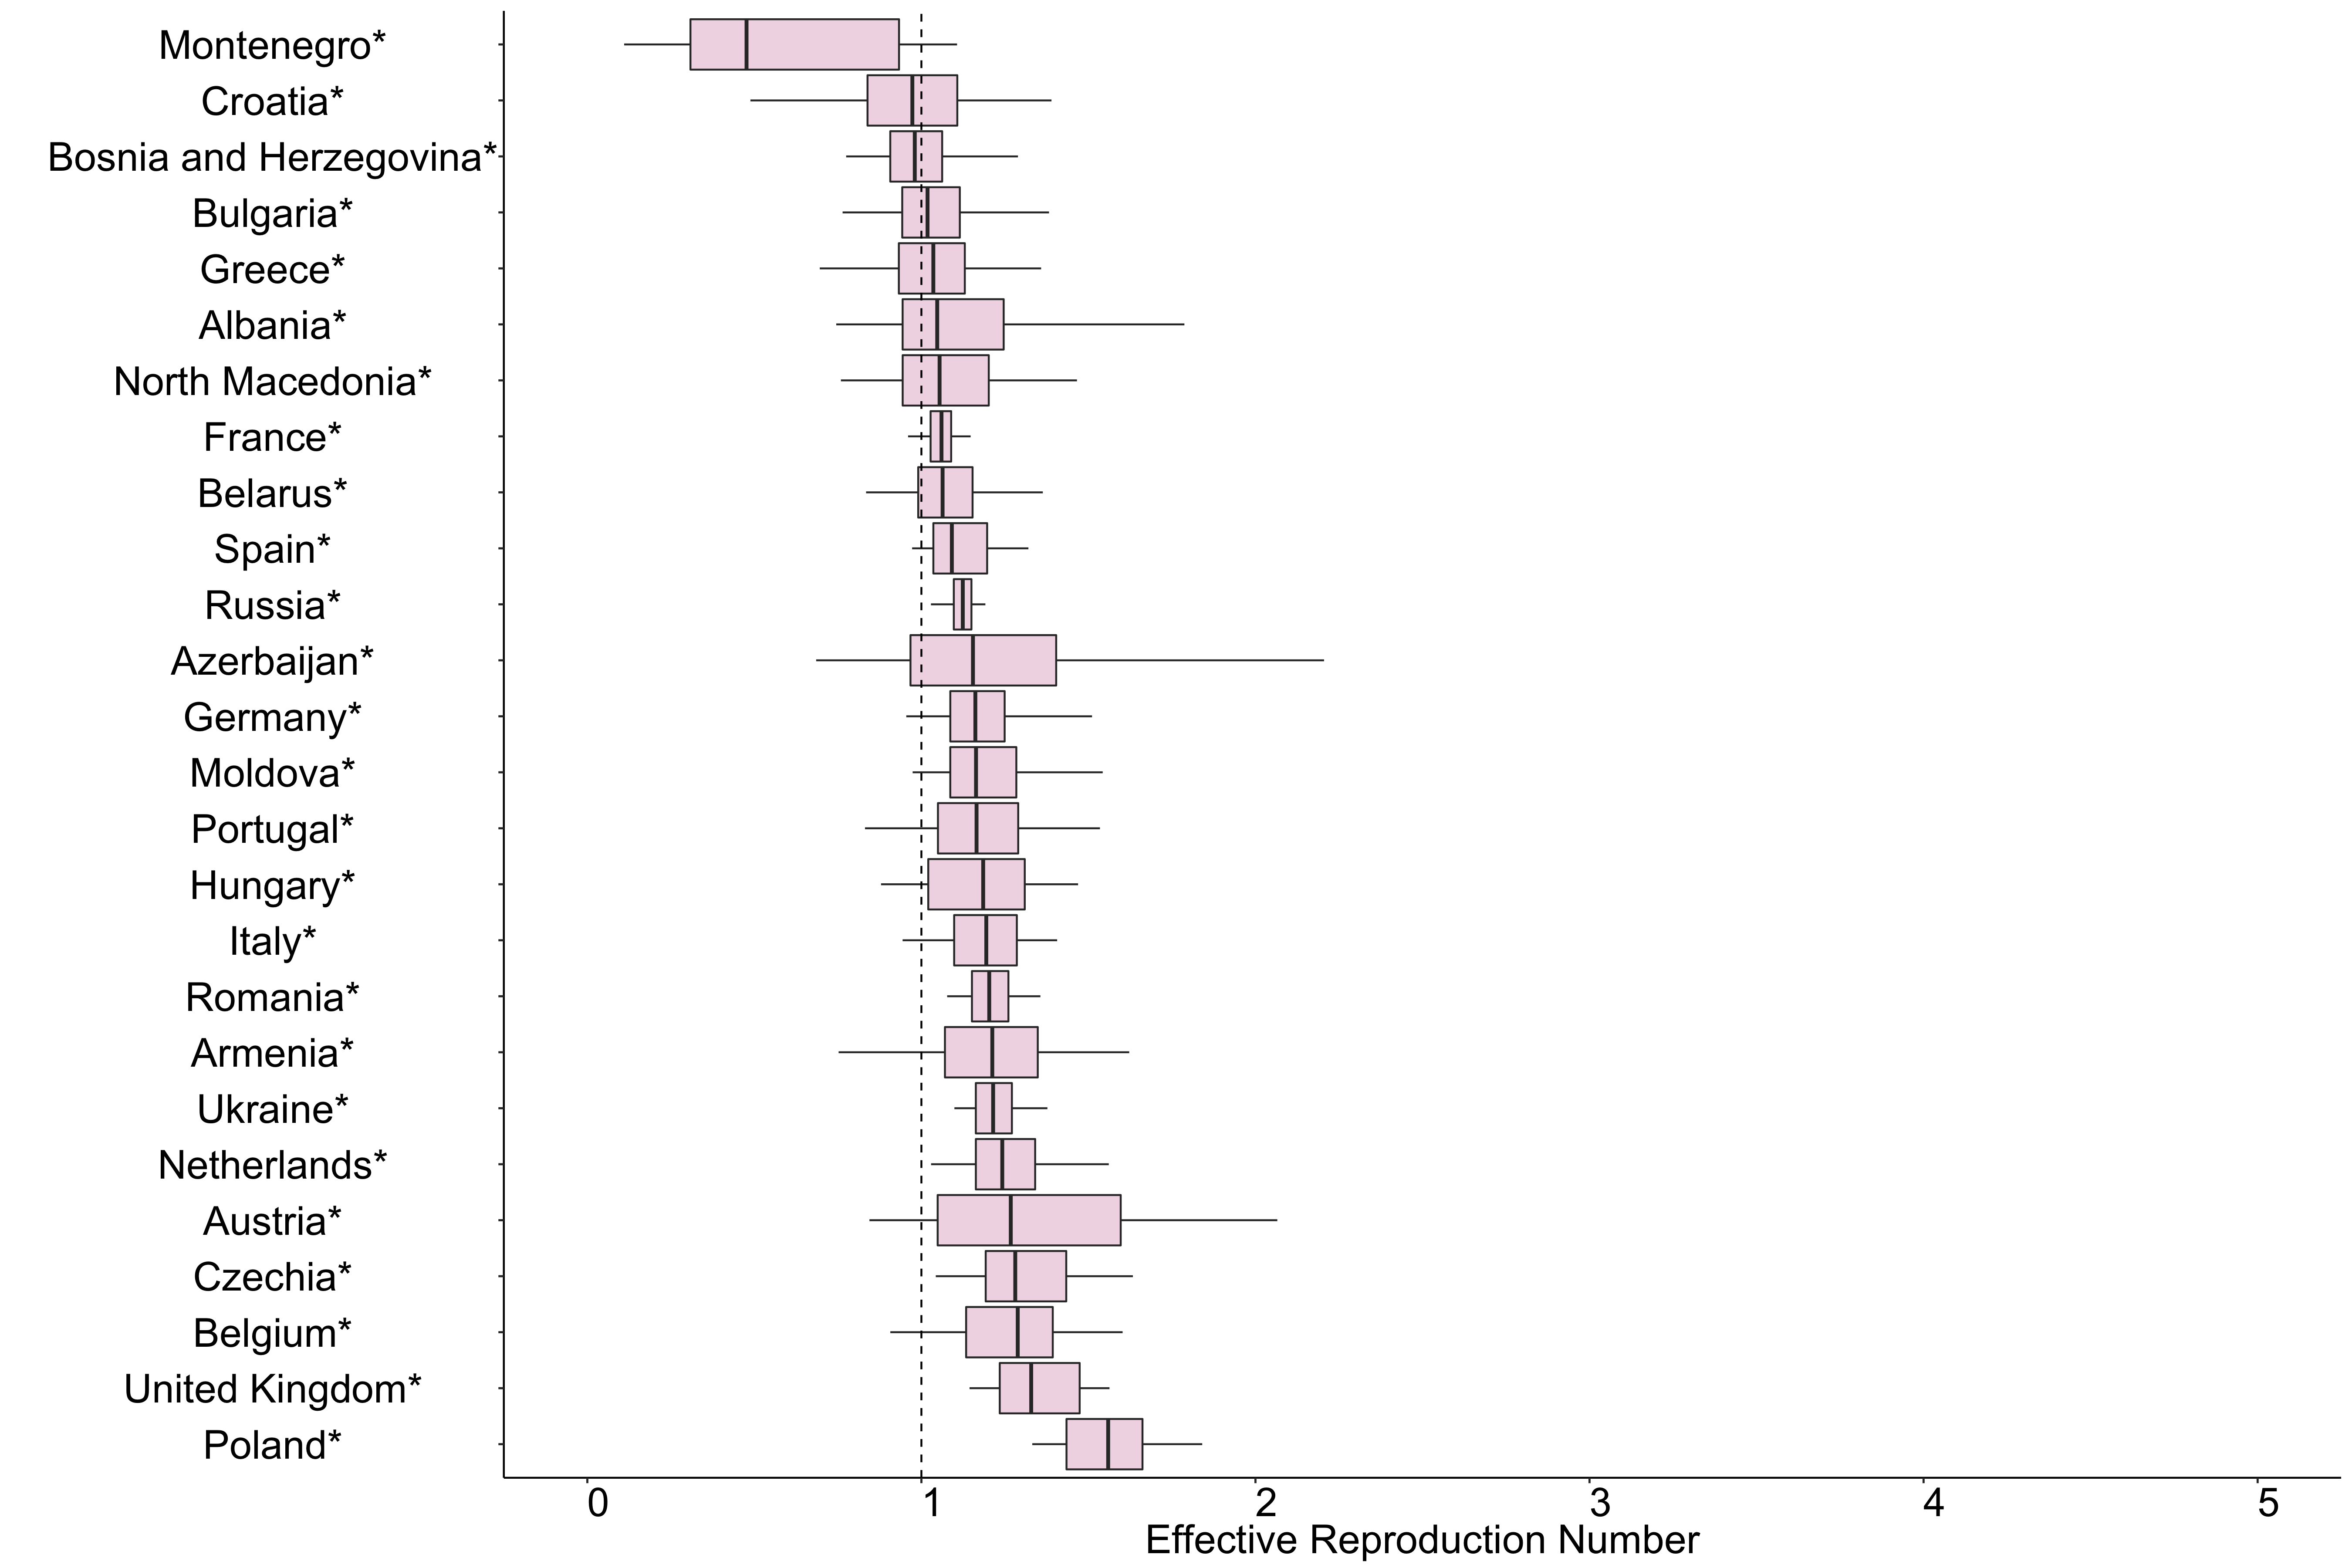 Montenegro*
Croatia*
Bosnia and Herzegovina*
Bulgaria*
Greece*
Albania*
North Macedonia*
France*
Belarus*
Spain*
Russia*
Azerbaijan*
Germany*
Moldova*
Portugal*
Hungary*
Italy*
Romania*
Armenia*
Ukraine*
Netherlands*
Austria*
Czechia*
Belgium*
United Kingdom*
Poland*
0 1 2 3 4 5
Effective Reproduction Number